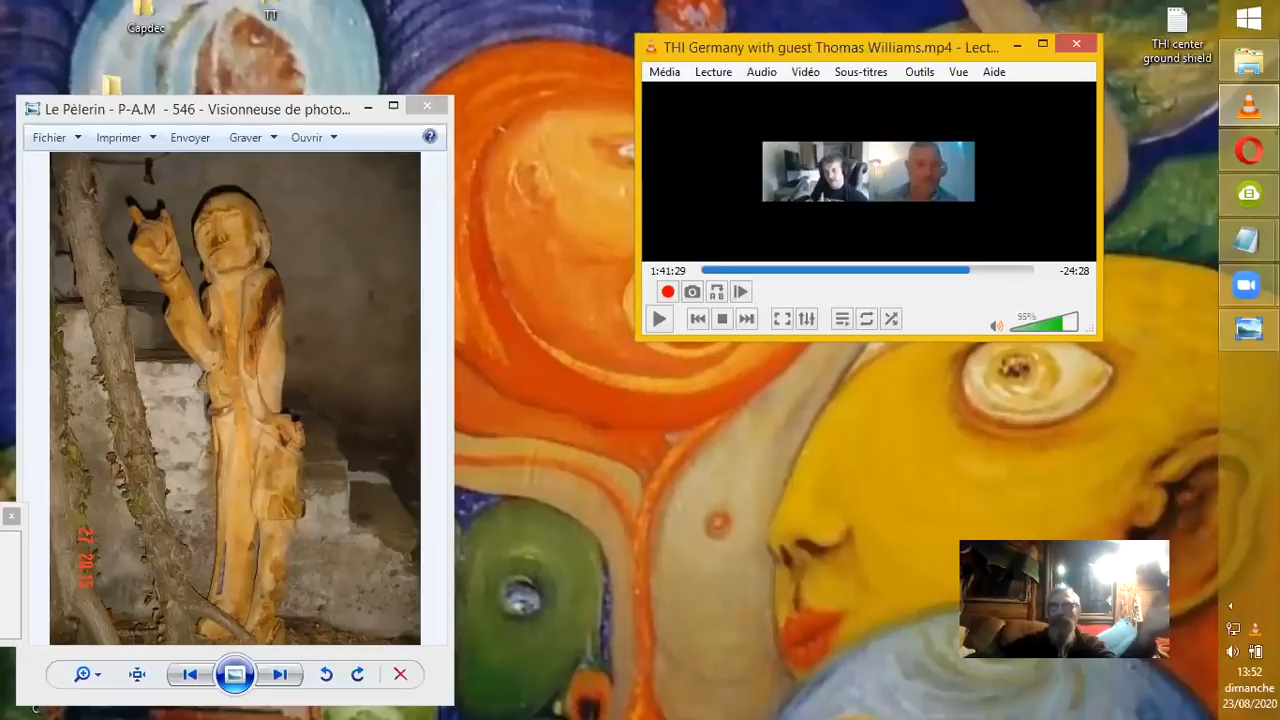 Capdec
TT
THI center
ground shield
THI Germany with guest Thomas Williams.mp4 - Lect...
Média Lecture Audio Vidéo Sous-titres Outils Vue Aide
1:41:29
-24:28
95%
Le Pèlerin - P-A.M - 546 - Visionneuse de photo...
Fichier Imprimer Envoyer Graver Ouvrir
27 20:15
x
13:52
dimanche
23/08/2020